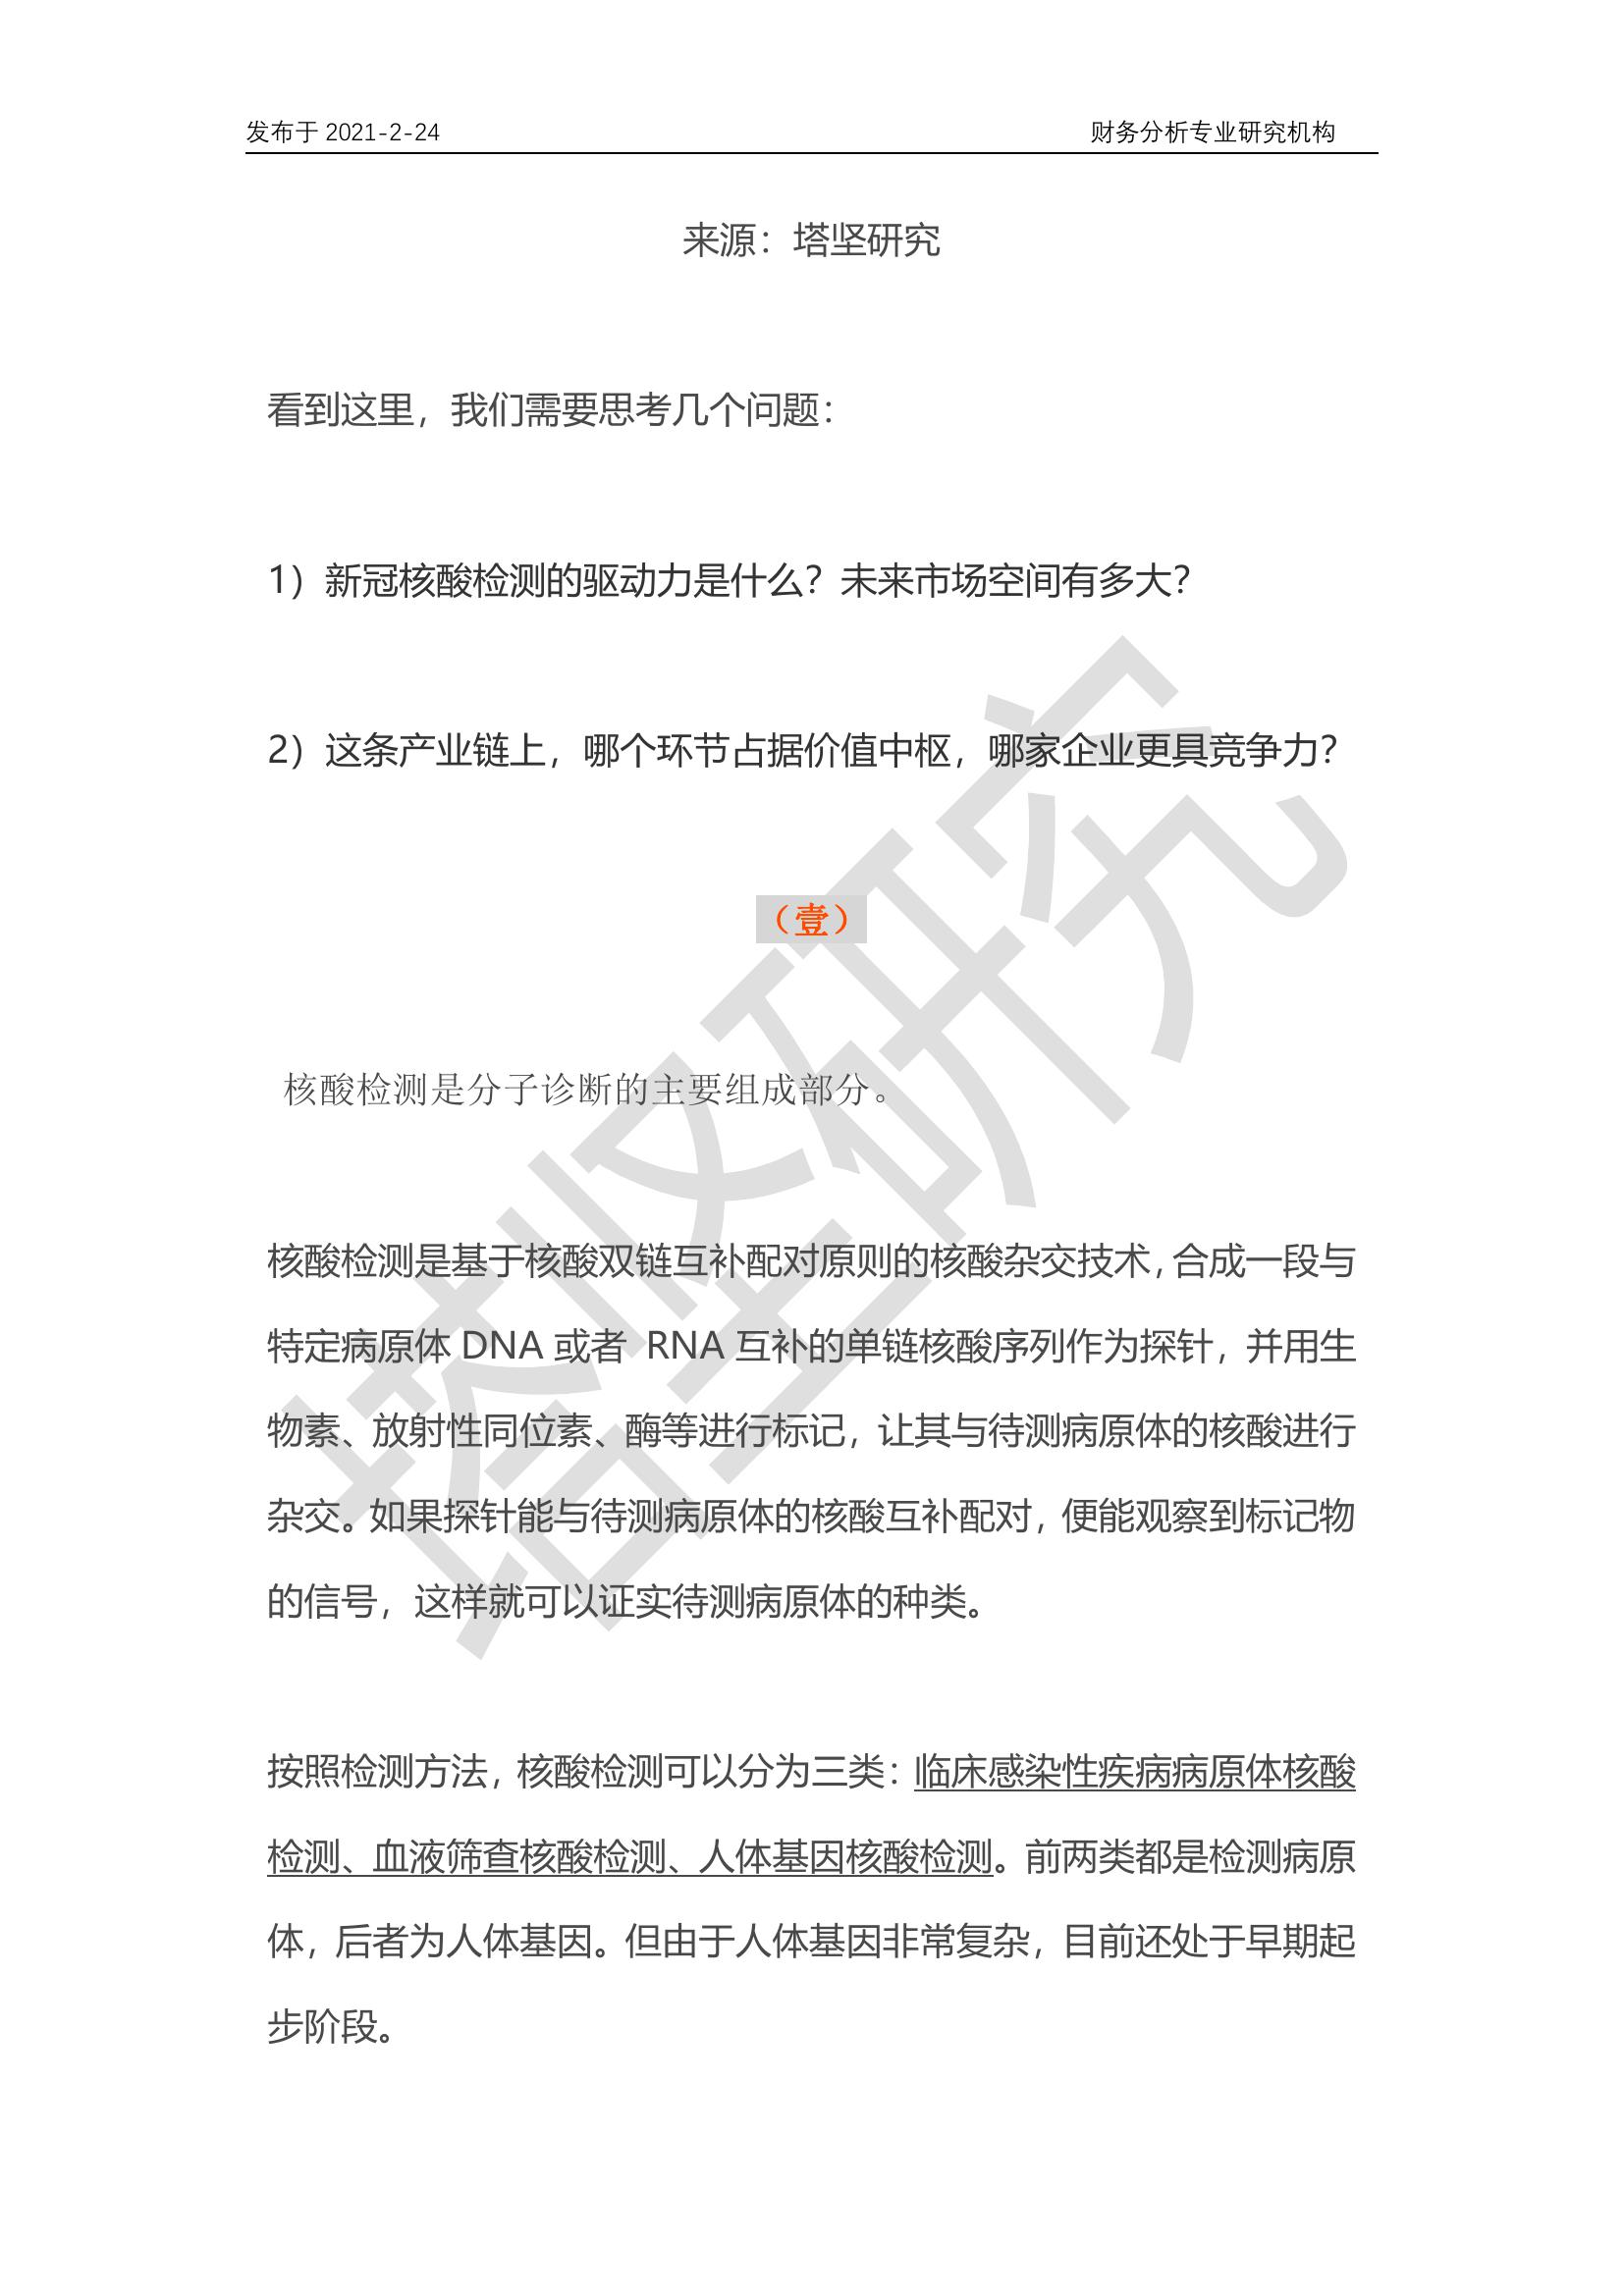 发布于 2021-2-24 财务分析专业研究机构
来源：塔坚研究
看到这里，我们需要思考几个问题：
1）新冠核酸检测的驱动力是什么？未来市场空间有多大？
2）这条产业链上，哪个环节占据价值中枢，哪家企业更具竞争力？
（壹）
核酸检测是分子诊断的主要组成部分。
核酸检测是基于核酸双链互补配对原则的核酸杂交技术，合成一段与
特定病原体 DNA 或者 RNA 互补的单链核酸序列作为探针，并用生
物素、放射性同位素、酶等进行标记，让其与待测病原体的核酸进行
杂交。如果探针能与待测病原体的核酸互补配对，便能观察到标记物
的信号，这样就可以证实待测病原体的种类。
按照检测方法，核酸检测可以分为三类：临床感染性疾病病原体核酸
检测、血液筛查核酸检测、人体基因核酸检测。前两类都是检测病原
体，后者为人体基因。但由于人体基因非常复杂，目前还处于早期起
步阶段。
塔坚研究